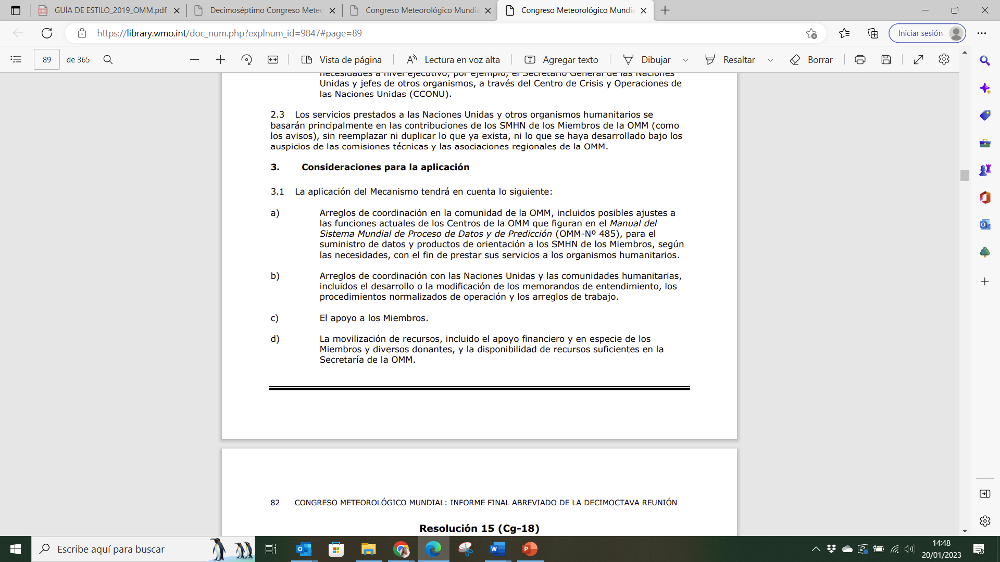 GUÍA DE ESTILO_2019_OMM.pdf
Decimoséptimo Congreso Metec
Congreso Meteorológico Mundia
Congreso Meteorológico Mundia
https://library.wmo.int/doc_num.php?explnum_id=9847#page=89
Iniciar sesión
89 de 365
Vista de página
Lectura en voz alta
Agregar texto
Dibujar
Resaltar
Borrar
necesidades a nivel ejecutivo, por ejemplo, el Secretario General de las Naciones
Unidas y jefes de otros organismos, a través del Centro de Crisis y Operaciones de
las Naciones Unidas (CCONU).
2.3 Los servicios prestados a las Naciones Unidas y otros organismos humanitarios se
basarán principalmente en las contribuciones de los SMHN de los Miembros de la OMM (como
los avisos), sin reemplazar ni duplicar lo que ya exista, ni lo que se haya desarrollado bajo los
auspicios de las comisiones técnicas y las asociaciones regionales de la OMM.
3. Consideraciones para la aplicación
3.1 La aplicación del Mecanismo tendrá en cuenta lo siguiente:
a) Arreglos de coordinación en la comunidad de la OMM, incluidos posibles ajustes a
las funciones actuales de los Centros de la OMM que figuran en el Manual del
Sistema Mundial de Proceso de Datos y de Predicción (OMM-Nº 485), para el
suministro de datos y productos de orientación a los SMHN de los Miembros, según
las necesidades, con el fin de prestar sus servicios a los organismos humanitarios.
b) Arreglos de coordinación con las Naciones Unidas y las comunidades humanitarias,
incluidos el desarrollo o la modificación de los memorandos de entendimiento, los
procedimientos normalizados de operación y los arreglos de trabajo.
c) El apoyo a los Miembros.
d) La movilización de recursos, incluido el apoyo financiero y en especie de los
Miembros y diversos donantes, y la disponibilidad de recursos suficientes en la
Secretaría de la OMM.
82 CONGRESO METEOROLÓGICO MUNDIAL: INFORME FINAL ABREVIADO DE LA DECIMOCTAVA REUNIÓN
Resolución 15 (Cg-18)
Escribe aquí para buscar
14:48
20/01/2023